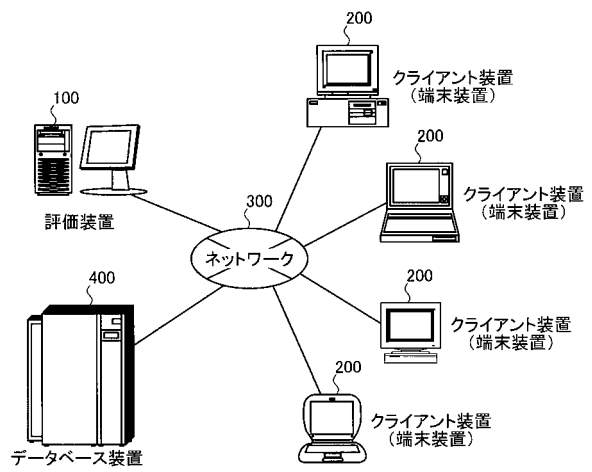 200
クライアント装置
(端末装置)
100
評価装置
200
クライアント装置
(端末装置)
300
ネットワーク
400
データベース装置
200
クライアント装置
(端末装置)
200
クライアント装置
(端末装置)